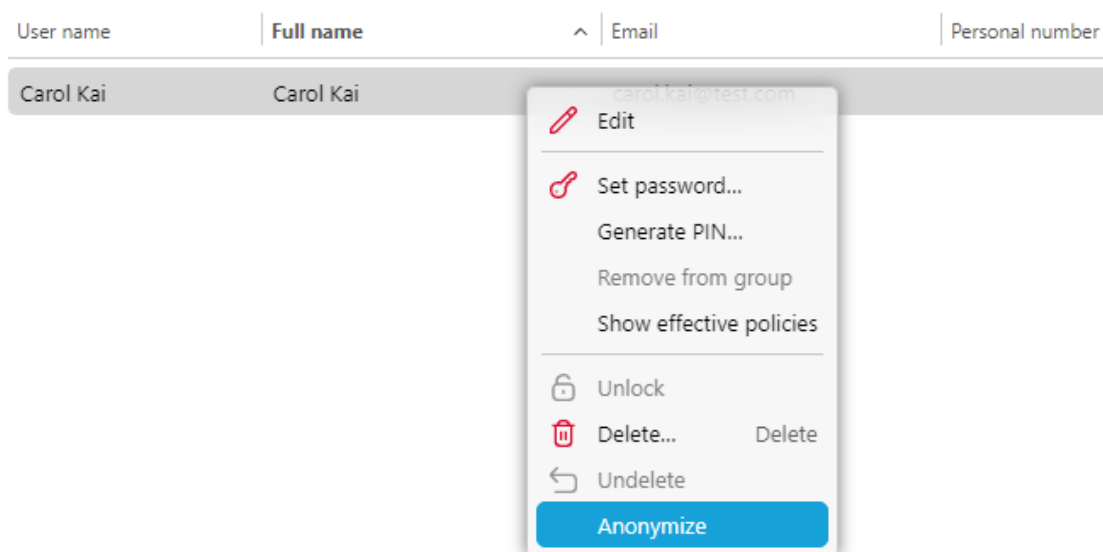 User name Full name Email Personal number
Carol Kai Carol Kai carol.kai@test.com
Edit
Set password...
Generate PIN...
Remove from group
Show effective policies
Unlock
Delete... Delete
Undelete
Anonymize